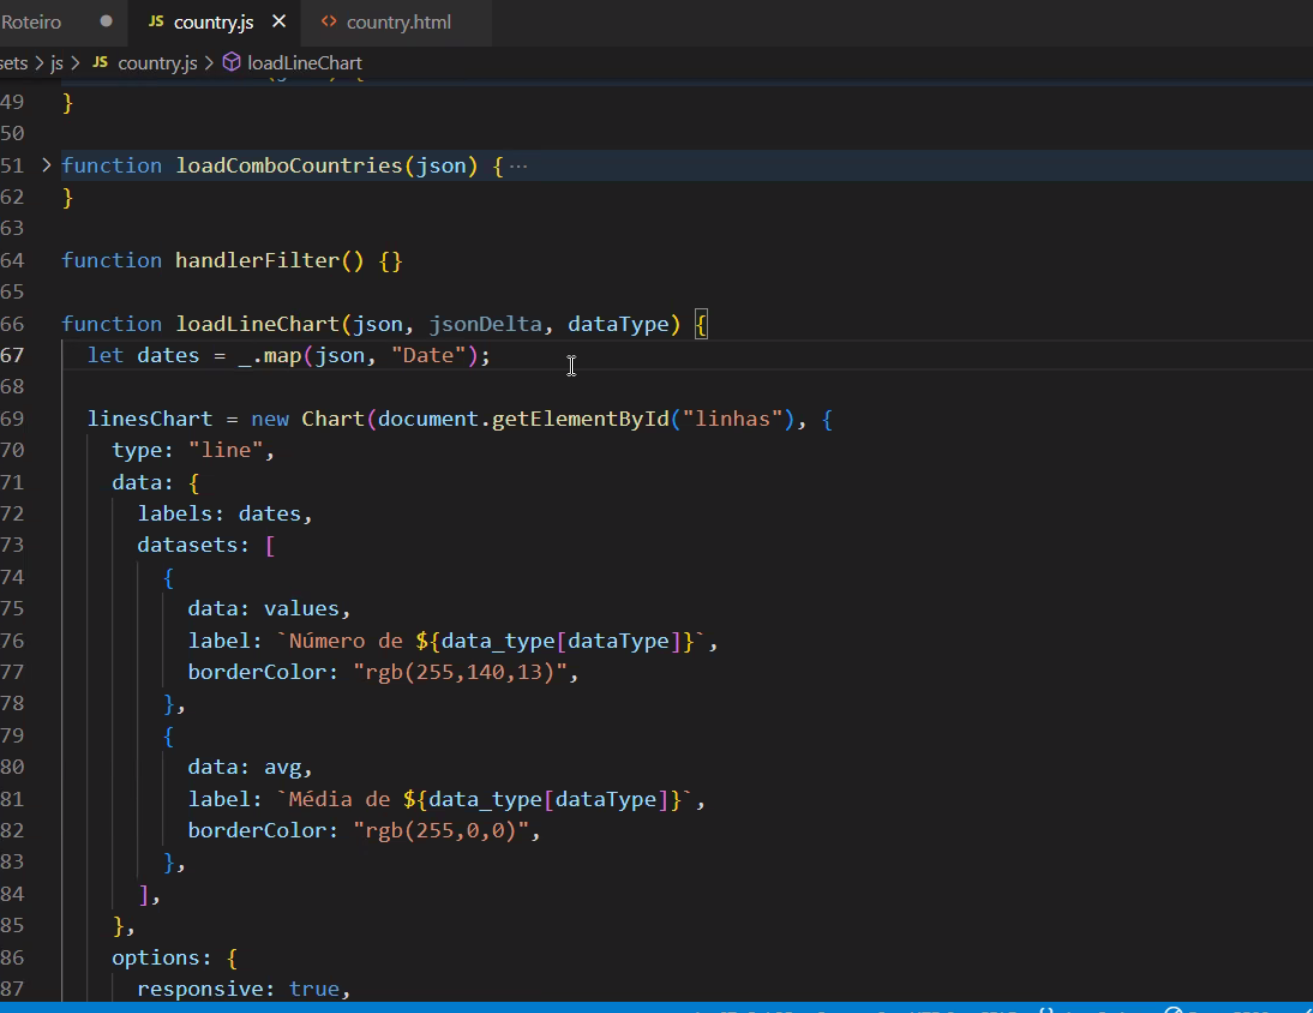 Roteiro ● JS country.js × <> country.html
sets > js > JS country.js > loadLineChart
49 }
50
51 > function loadComboCountries(json) { ···
62 }
63
64 function handlerFilter() {}
65
66 function loadLineChart(json, jsonDelta, dataType) {
67 let dates = _.map(json, "Date");
68
69 linesChart = new Chart(document.getElementById("linhas"), {
70 type: "line",
71 data: {
72 labels: dates,
73 datasets: [
74 {
75 data: values,
76 label: `Número de ${data_type[dataType]}`,
77 borderColor: "rgb(255,140,13)",
78 },
79 {
80 data: avg,
81 label: `Média de ${data_type[dataType]}`,
82 borderColor: "rgb(255,0,0)",
83 },
84 ],
85 },
86 options: {
87 responsive: true,